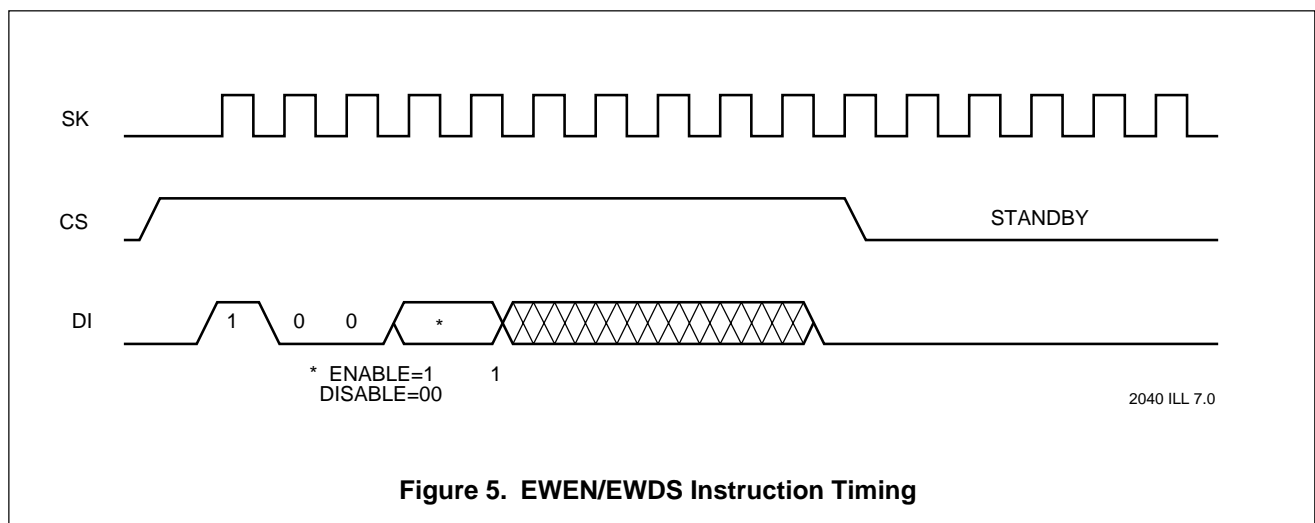 SK
CS
STANDBY
DI
1 0 0 *
* ENABLE=1 1
DISABLE=00
2040 ILL 7.0
Figure 5. EWEN/EWDS Instruction Timing